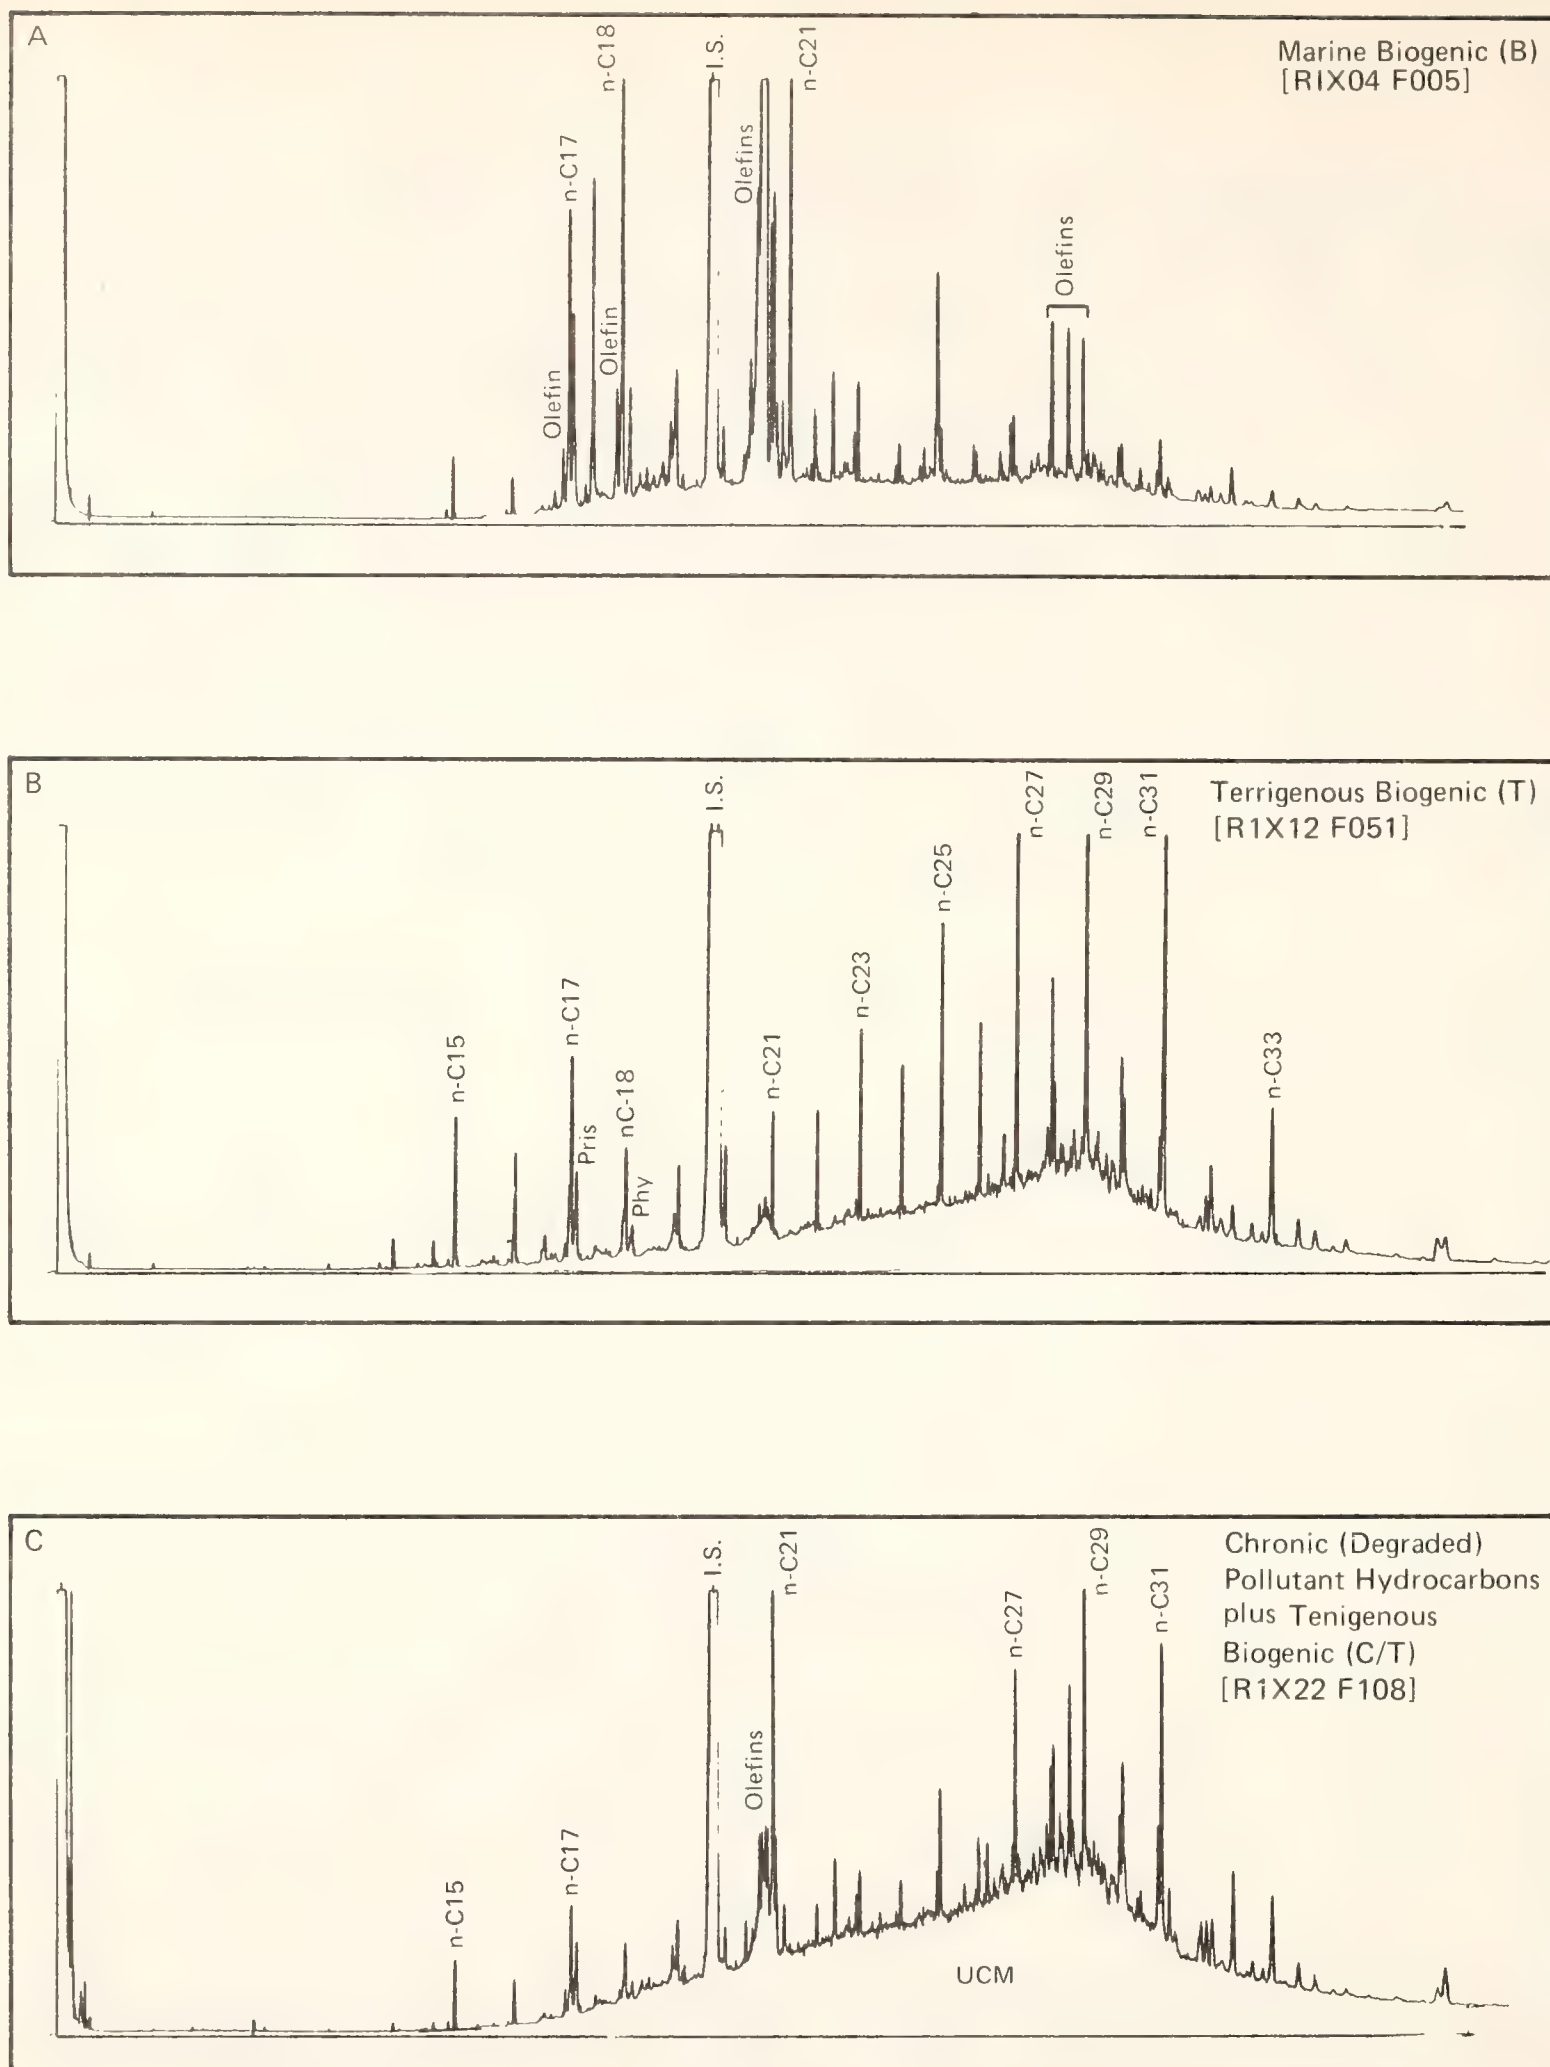 A
Marine Biogenic (B)
[RIX04 F005]
n-C17
n-C18
I.S.
n-C21
Olefin
Olefin
Olefins
Olefins
B
Terrigenous Biogenic (T)
[R1X12 F051]
n-C15
n-C17
Pris
nC-18
Phy
I.S.
n-C21
n-C23
n-C25
n-C27
n-C29
n-C31
n-C33
C
Chronic (Degraded)
Pollutant Hydrocarbons
plus Tenigenous
Biogenic (C/T)
[R1X22 F108]
n-C15
n-C17
I.S.
Olefins
n-C21
n-C27
n-C29
n-C31
UCM